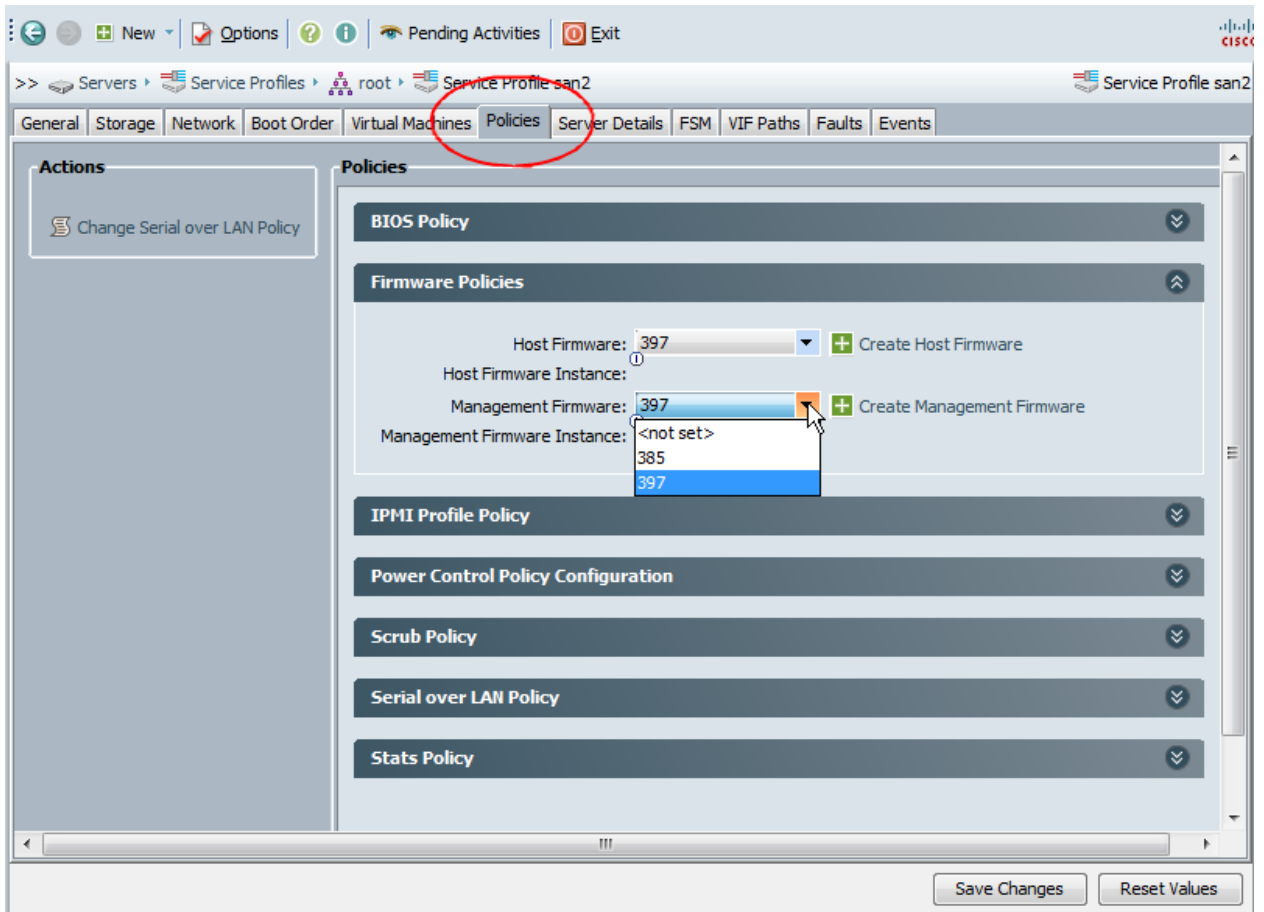 New Options Pending Activities Exit
CISCO
>> Servers Service Profiles root Service Profile san2 Service Profile san2
General Storage Network Boot Order Virtual Machines Policies Server Details FSM VIF Paths Faults Events
Actions
Change Serial over LAN Policy
Policies
BIOS Policy
Firmware Policies
Host Firmware: 397 Create Host Firmware
Host Firmware Instance:
Management Firmware: 397 Create Management Firmware
Management Firmware Instance:
<not set>
385
397
IPMI Profile Policy
Power Control Policy Configuration
Scrub Policy
Serial over LAN Policy
Stats Policy
Save Changes Reset Values